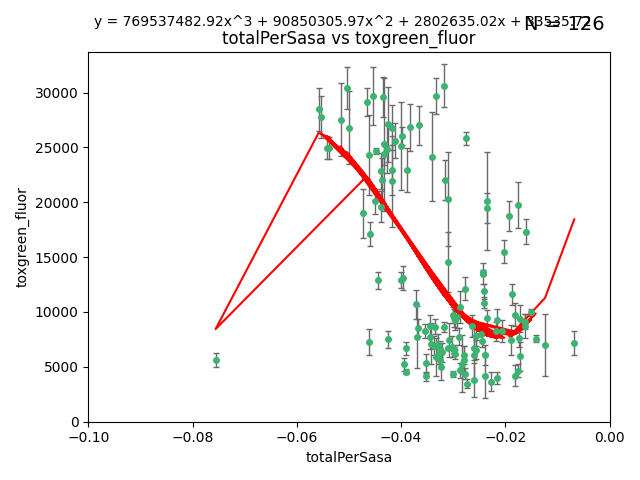 y = 769537482.92x^3 + 90850305.97x^2 + 2802635.02x +
N = 126
totalPerSasa vs toxgreen_fluor
toxgreen_fluor
30000
25000
20000
15000
10000
5000
0
−0.10 −0.08 −0.06 −0.04 −0.02 0.00
totalPerSasa